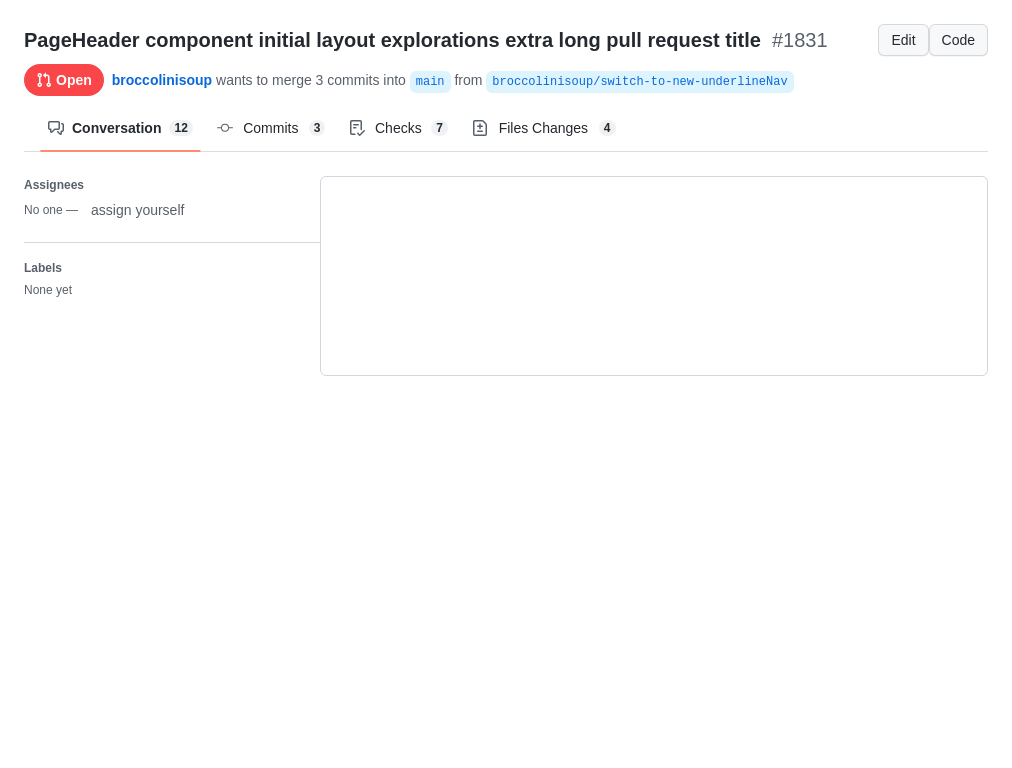 PageHeader component initial layout explorations extra long pull request title #1831
Edit Code
Open broccolinisoup wants to merge 3 commits into main from broccolinisoup/switch-to-new-underlineNav
Conversation 12 Commits 3 Checks 7 Files Changes 4
Assignees
No one — assign yourself
Labels
None yet